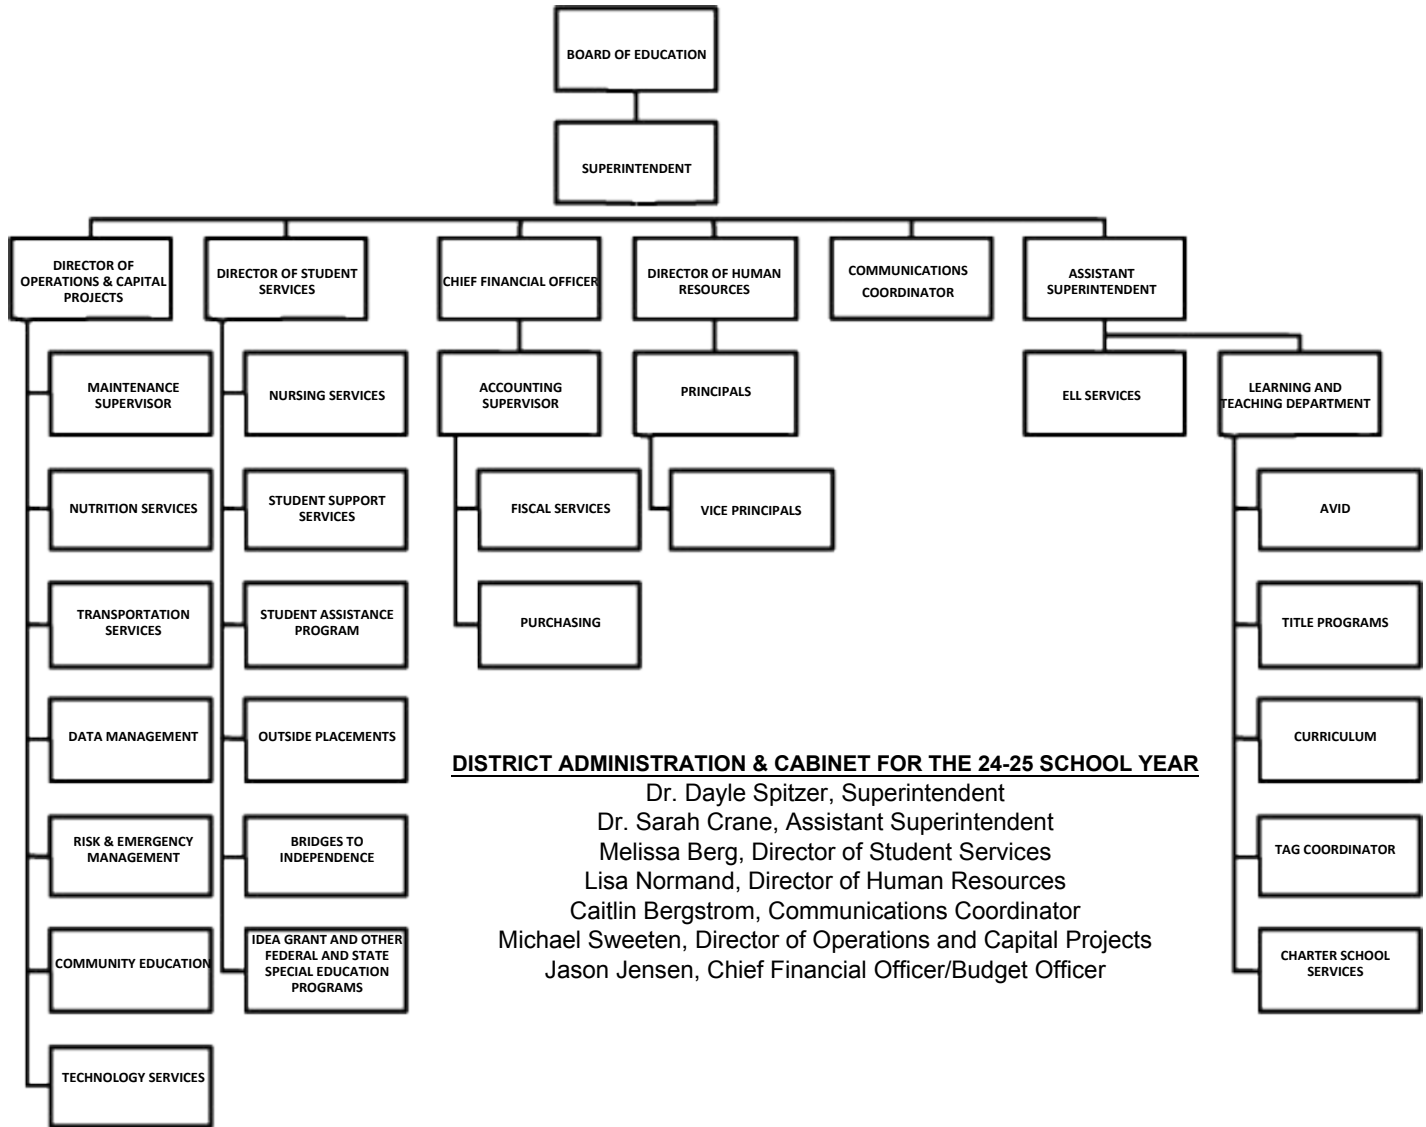 BOARD OF EDUCATION
SUPERINTENDENT
DIRECTOR OF
OPERATIONS & CAPITAL
PROJECTS
DIRECTOR OF STUDENT
SERVICES
CHIEF FINANCIAL OFFICER
DIRECTOR OF HUMAN
RESOURCES
COMMUNICATIONS
COORDINATOR
ASSISTANT
SUPERINTENDENT
MAINTENANCE
SUPERVISOR
NURSING SERVICES
ACCOUNTING
SUPERVISOR
PRINCIPALS
ELL SERVICES
LEARNING AND
TEACHING DEPARTMENT
NUTRITION SERVICES
STUDENT SUPPORT
SERVICES
FISCAL SERVICES
VICE PRINCIPALS
AVID
TRANSPORTATION
SERVICES
STUDENT ASSISTANCE
PROGRAM
PURCHASING
TITLE PROGRAMS
DATA MANAGEMENT
OUTSIDE PLACEMENTS
CURRICULUM
RISK & EMERGENCY
MANAGEMENT
BRIDGES TO
INDEPENDENCE
TAG COORDINATOR
COMMUNITY EDUCATION
IDEA GRANT AND OTHER
FEDERAL AND STATE
SPECIAL EDUCATION
PROGRAMS
CHARTER SCHOOL
SERVICES
TECHNOLOGY SERVICES
DISTRICT ADMINISTRATION & CABINET FOR THE 24-25 SCHOOL YEAR
Dr. Dayle Spitzer, Superintendent
Dr. Sarah Crane, Assistant Superintendent
Melissa Berg, Director of Student Services
Lisa Normand, Director of Human Resources
Caitlin Bergstrom, Communications Coordinator
Michael Sweeten, Director of Operations and Capital Projects
Jason Jensen, Chief Financial Officer/Budget Officer